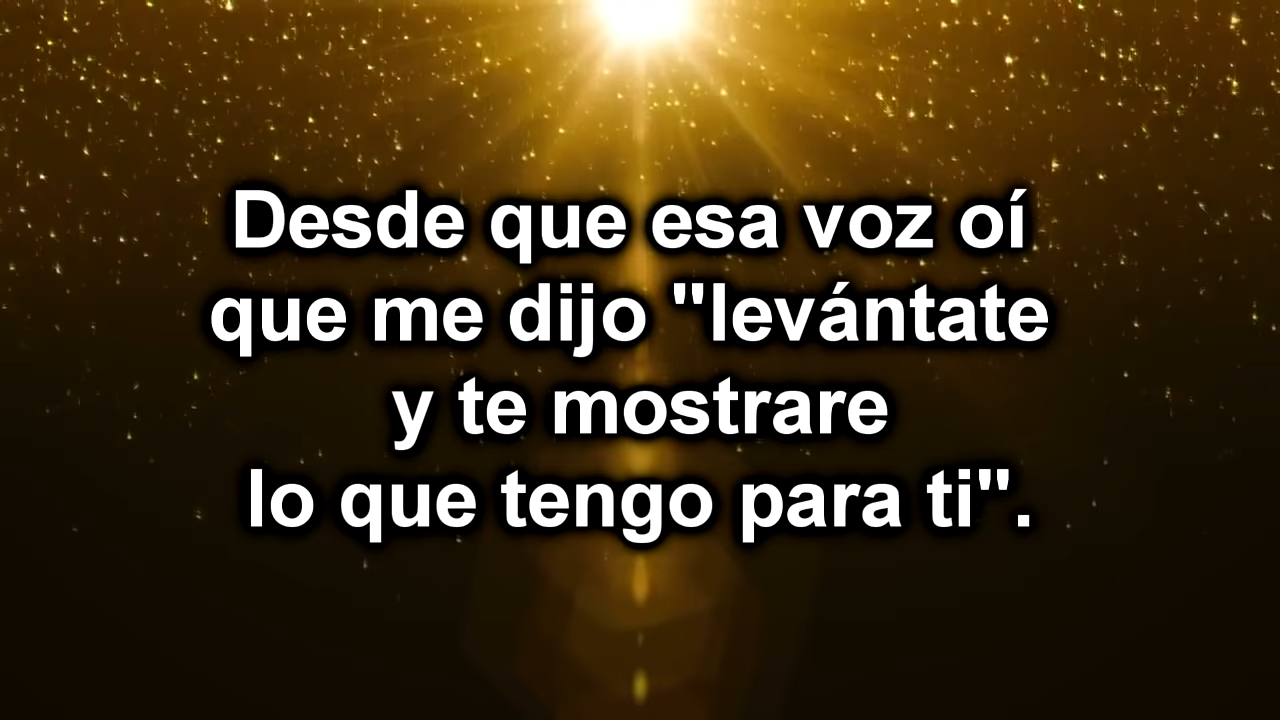 Desde que esa voz oí
que me dijo "levántate
y te mostrare
lo que tengo para ti".